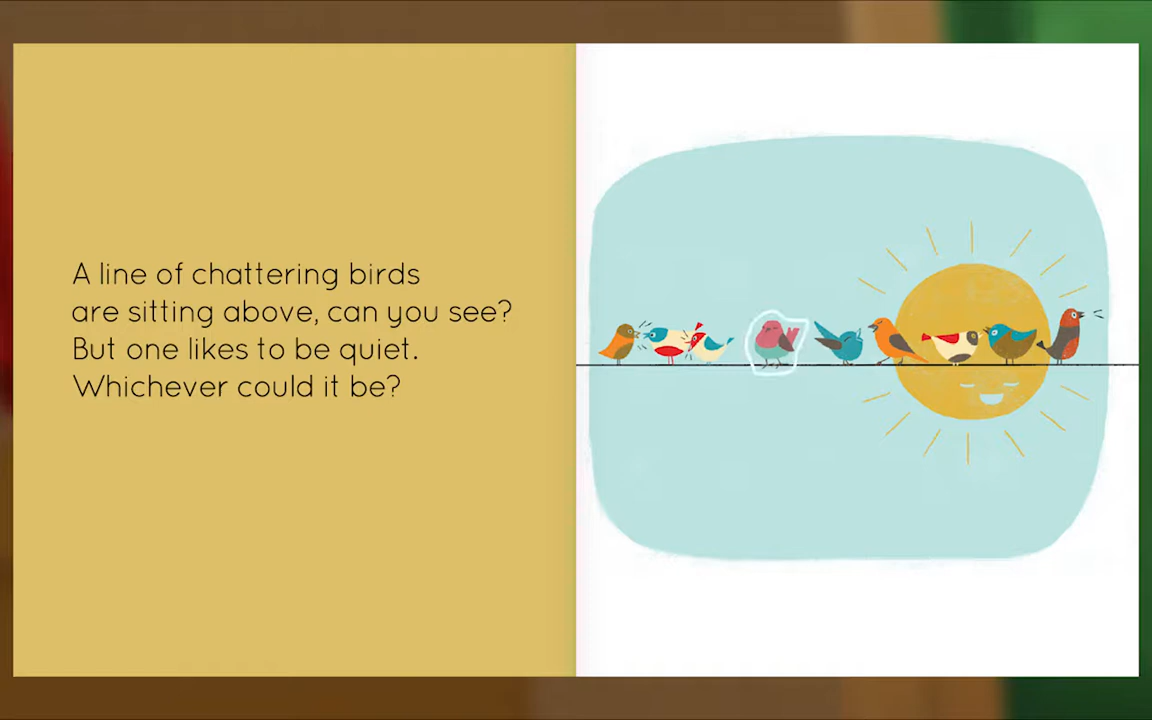 A line of chattering birds
are sitting above, can you see?
But one likes to be quiet.
Whichever could it be?